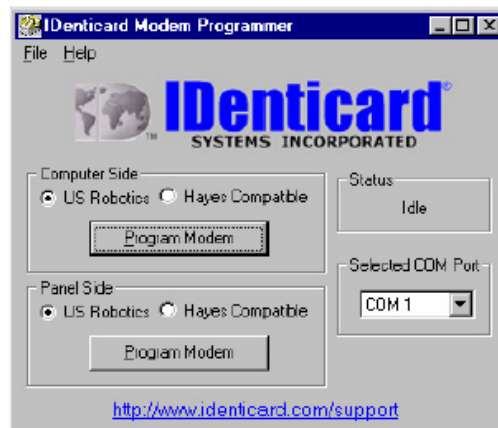 IDenticard Modem Programmer
File Help
IDenticard®
™ SYSTEMS INCORPORATED
Computer Side
US Robotics Hayes Compatible
Program Modem
Status
Idle
Selected COM Port
COM 1
Panel Side
US Robotics Hayes Compatible
Program Modem
http://www.identicard.com/support